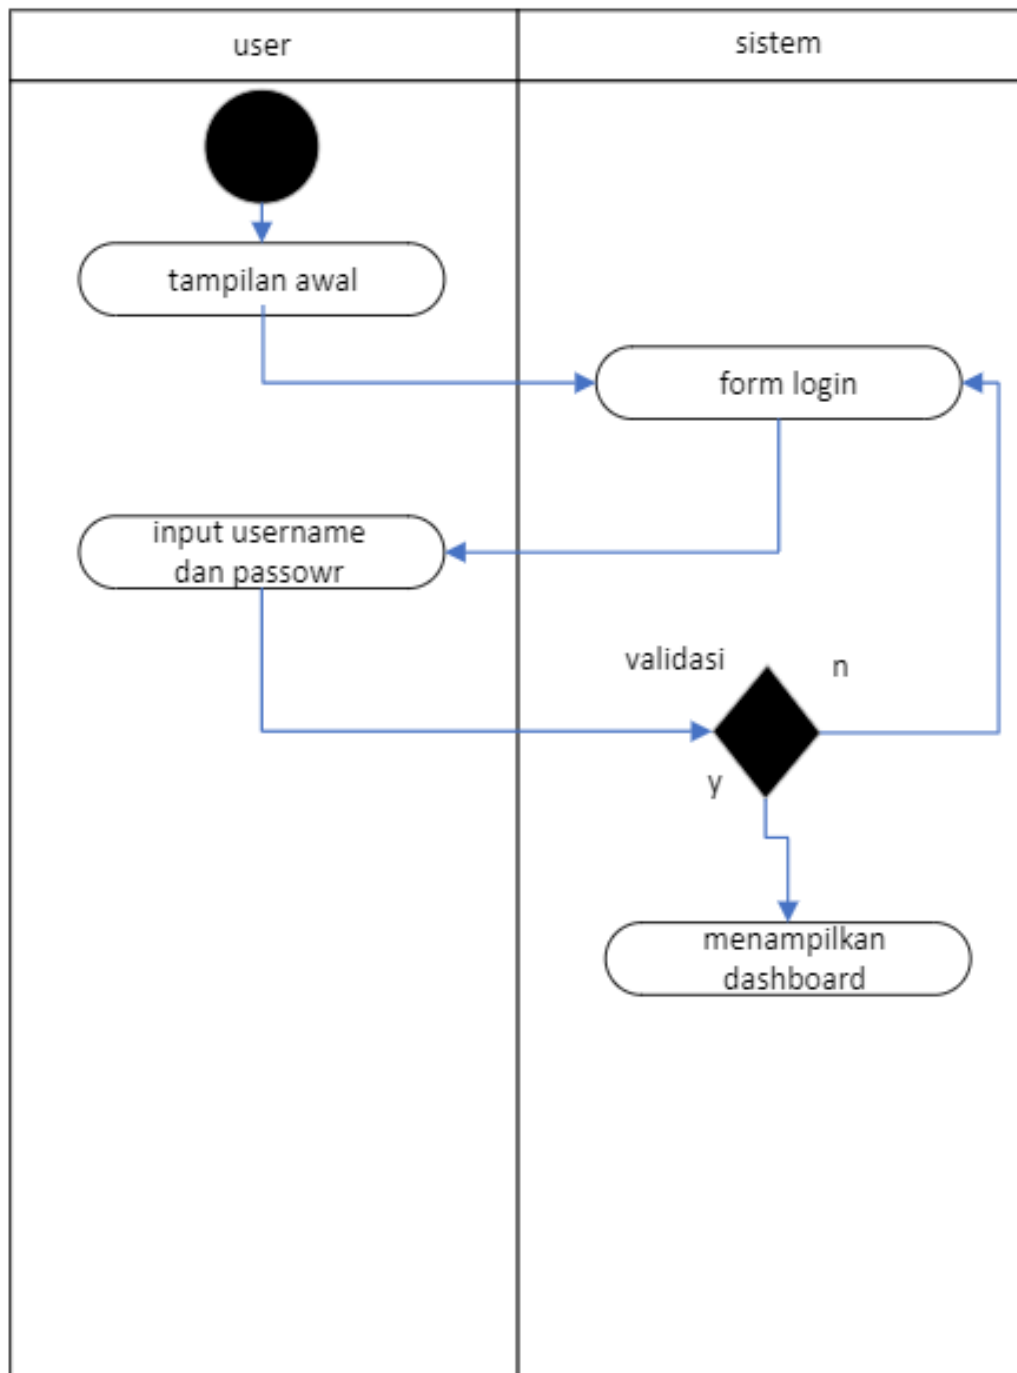 user
sistem
tampilan awal
form login
input username
dan passowr
validasi
n
y
menampilkan
dashboard